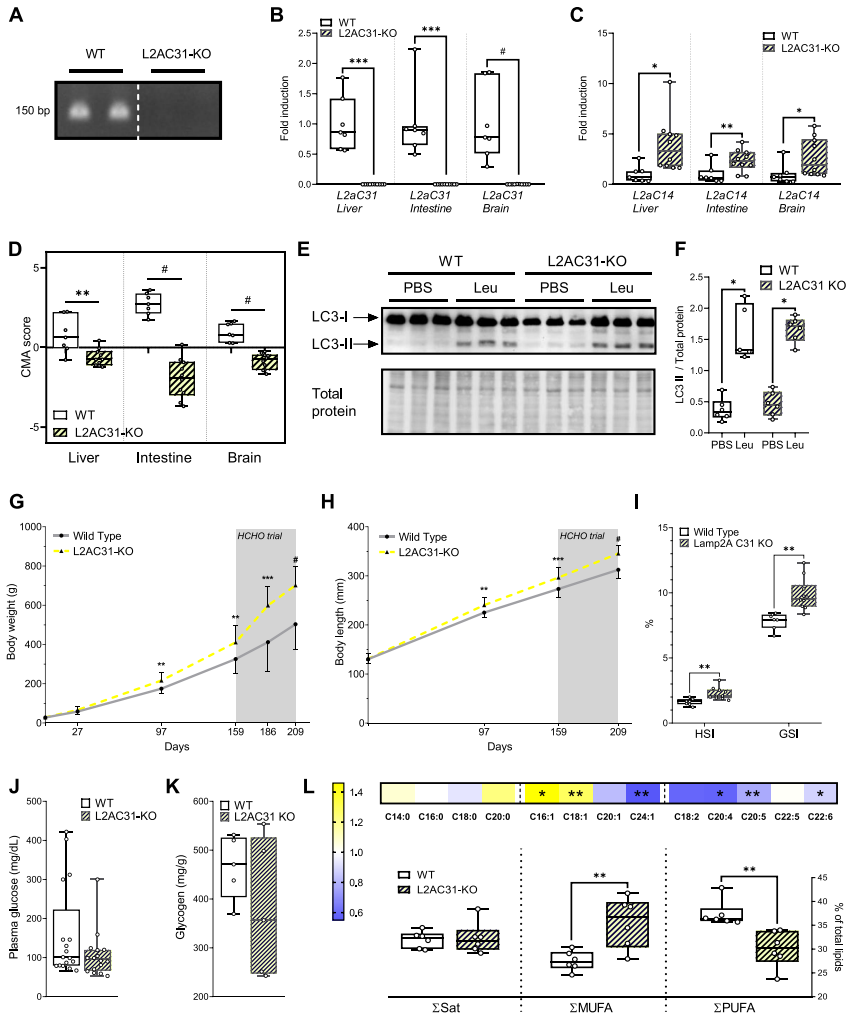 A
WT
L2AC31-KO
150 bp
B
WT
L2AC31-KO
Fold induction
3
2
1
0
***
***
#
L2aC31
Liver
L2aC31
Intestine
L2aC31
Brain
C
WT
L2AC31-KO
Fold induction
15
10
5
0
*
**
*
L2aC14
Liver
L2aC14
Intestine
L2aC14
Brain
D
CMA score
5
0
-5
**
#
#
WT
L2AC31-KO
Liver
Intestine
Brain
E
WT
L2AC31-KO
PBS
Leu
PBS
Leu
LC3-I
LC3-II
Total
protein
F
WT
L2AC31 KO
LC3 II / Total protein
2.5
2.0
1.5
1.0
0.5
0.0
*
*
PBS Leu
PBS Leu
G
Body weight (g)
1000
800
600
400
200
0
Wild Type
L2AC31-KO
HCHO trial
**
**
***
#
27
97
159
186
209
Days
H
Body length (mm)
400
300
200
100
0
Wild Type
L2AC31-KO
HCHO trial
**
***
#
97
159
209
Days
I
Wild Type
Lamp2A C31 KO
%
15
10
5
0
**
**
HSI
GSI
J
WT
L2AC31-KO
Plasma glucose (mg/dL)
500
400
300
200
100
0
K
WT
L2AC31 KO
Glycogen (mg/g)
600
500
400
300
200
L
1.4
1.2
1.0
0.8
0.6
* ** ** * ** *
C14:0 C16:0 C18:0 C20:0 C16:1 C18:1 C20:1 C24:1 C18:2 C20:4 C20:5 C22:5 C22:6
WT
L2AC31-KO
**
**
45
40
35
30
25
20
% of total lipids
ΣSat
ΣMUFA
ΣPUFA